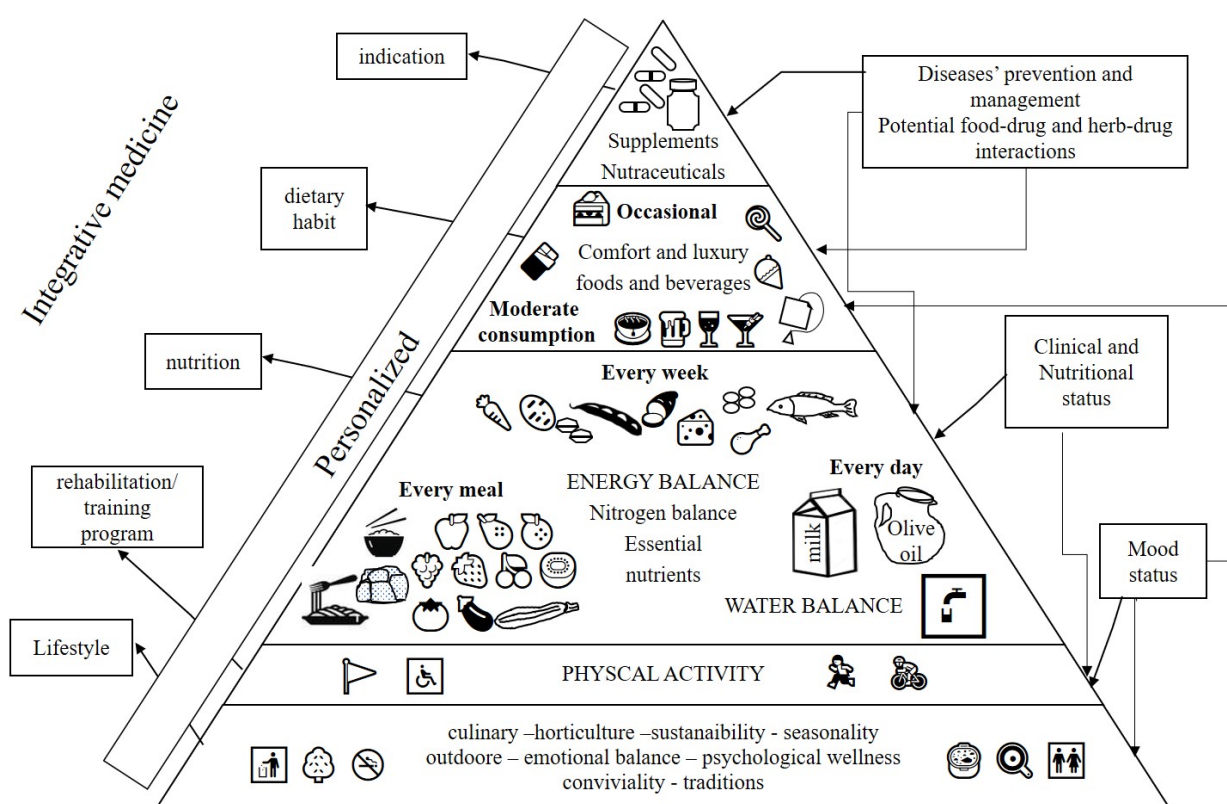 Integrative medicine
Personalized
indication
dietary
habit
nutrition
rehabilitation/
training
program
Lifestyle
Supplements
Nutraceuticals
Occasional
Comfort and luxury
foods and beverages
Moderate
consumption
Every week
Every meal
ENERGY BALANCE
Nitrogen balance
Essential
nutrients
Every day
milk
Olive
oil
WATER BALANCE
PHYSCAL ACTIVITY
culinary –horticulture –sustanaibility - seasonality
outdoore – emotional balance – psychological wellness
conviviality - traditions
Diseases’ prevention and
management
Potential food-drug and herb-drug
interactions
Clinical and
Nutritional
status
Mood
status